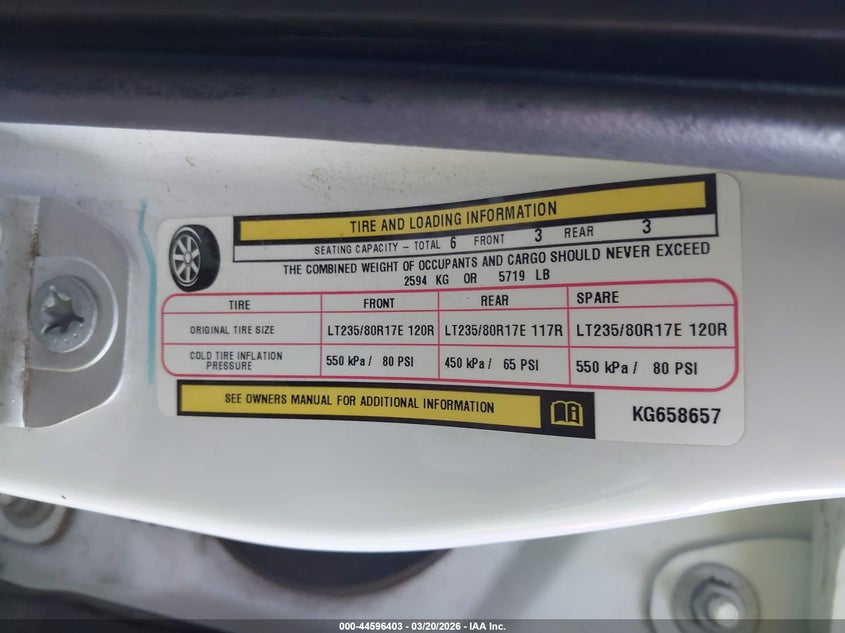 TIRE AND LOADING INFORMATION
SEATING CAPACITY – TOTAL 6 FRONT 3 REAR 3
THE COMBINED WEIGHT OF OCCUPANTS AND CARGO SHOULD NEVER EXCEED
2594 KG OR 5719 LB
TIRE FRONT REAR SPARE
ORIGINAL TIRE SIZE LT235/80R17E 120R LT235/80R17E 117R LT235/80R17E 120R
COLD TIRE INFLATION PRESSURE 550 kPa / 80 PSI 450 kPa / 65 PSI 550 kPa / 80 PSI
SEE OWNERS MANUAL FOR ADDITIONAL INFORMATION
KG658657
000-44596403 - 03/20/2026 - IAA Inc.